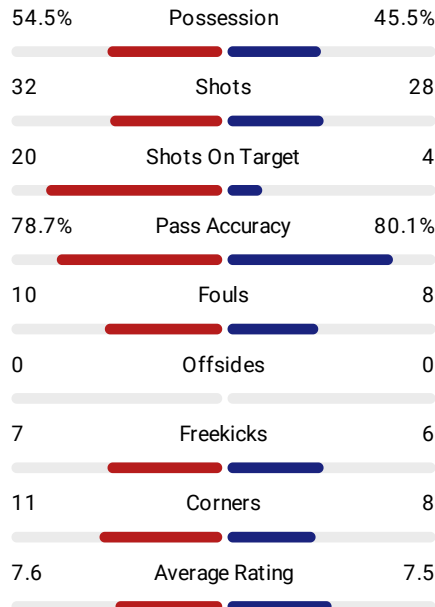 54.5% Possession 45.5%
32 Shots 28
20 Shots On Target 4
78.7% Pass Accuracy 80.1%
10 Fouls 8
0 Offsides 0
7 Freekicks 6
11 Corners 8
7.6 Average Rating 7.5